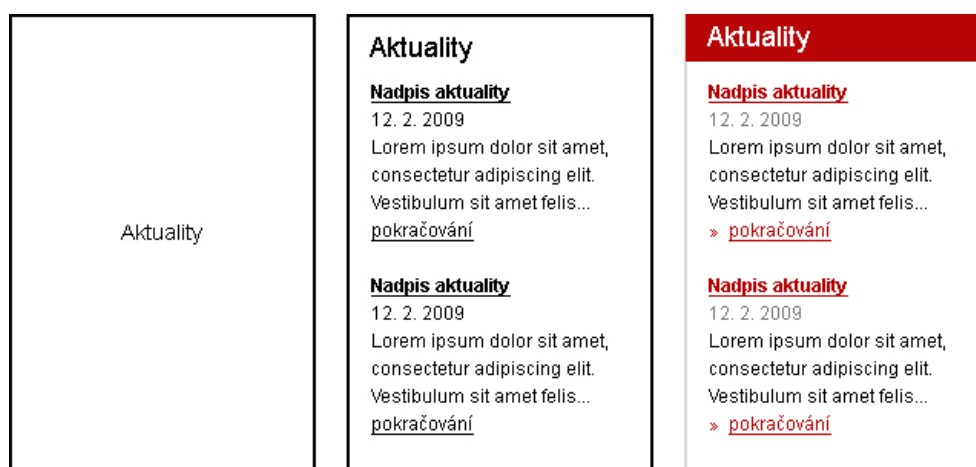 Aktuality
Aktuality
Nadpis aktuality
12. 2. 2009
Lorem ipsum dolor sit amet,
consectetur adipiscing elit.
Vestibulum sit amet felis...
pokračování
Nadpis aktuality
12. 2. 2009
Lorem ipsum dolor sit amet,
consectetur adipiscing elit.
Vestibulum sit amet felis...
pokračování
Aktuality
Nadpis aktuality
12. 2. 2009
Lorem ipsum dolor sit amet,
consectetur adipiscing elit.
Vestibulum sit amet felis...
» pokračování
Nadpis aktuality
12. 2. 2009
Lorem ipsum dolor sit amet,
consectetur adipiscing elit.
Vestibulum sit amet felis...
» pokračování